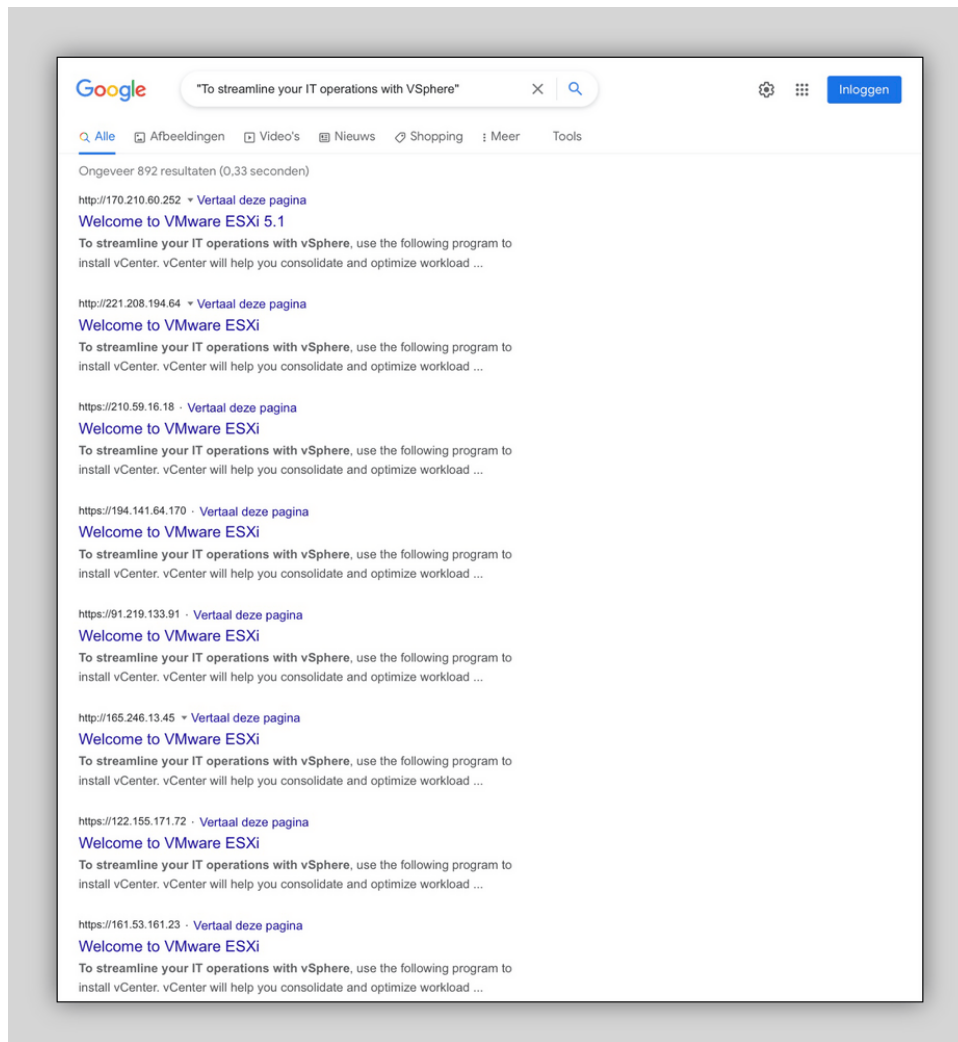 Google
"To streamline your IT operations with VSphere"
Inloggen
Alle Afbeeldingen Video's Nieuws Shopping Meer Tools
Ongeveer 892 resultaten (0,33 seconden)
http://170.210.60.252 Vertaal deze pagina
Welcome to VMware ESXi 5.1
To streamline your IT operations with vSphere, use the following program to
install vCenter. vCenter will help you consolidate and optimize workload ...
http://221.208.194.64 Vertaal deze pagina
Welcome to VMware ESXi
To streamline your IT operations with vSphere, use the following program to
install vCenter. vCenter will help you consolidate and optimize workload ...
https://210.59.16.18 · Vertaal deze pagina
Welcome to VMware ESXi
To streamline your IT operations with vSphere, use the following program to
install vCenter. vCenter will help you consolidate and optimize workload ...
https://194.141.64.170 · Vertaal deze pagina
Welcome to VMware ESXi
To streamline your IT operations with vSphere, use the following program to
install vCenter. vCenter will help you consolidate and optimize workload ...
https://91.219.133.91 · Vertaal deze pagina
Welcome to VMware ESXi
To streamline your IT operations with vSphere, use the following program to
install vCenter. vCenter will help you consolidate and optimize workload ...
http://165.246.13.45 Vertaal deze pagina
Welcome to VMware ESXi
To streamline your IT operations with vSphere, use the following program to
install vCenter. vCenter will help you consolidate and optimize workload ...
https://122.155.171.72 · Vertaal deze pagina
Welcome to VMware ESXi
To streamline your IT operations with vSphere, use the following program to
install vCenter. vCenter will help you consolidate and optimize workload ...
https://161.53.161.23 · Vertaal deze pagina
Welcome to VMware ESXi
To streamline your IT operations with vSphere, use the following program to
install vCenter. vCenter will help you consolidate and optimize workload ...